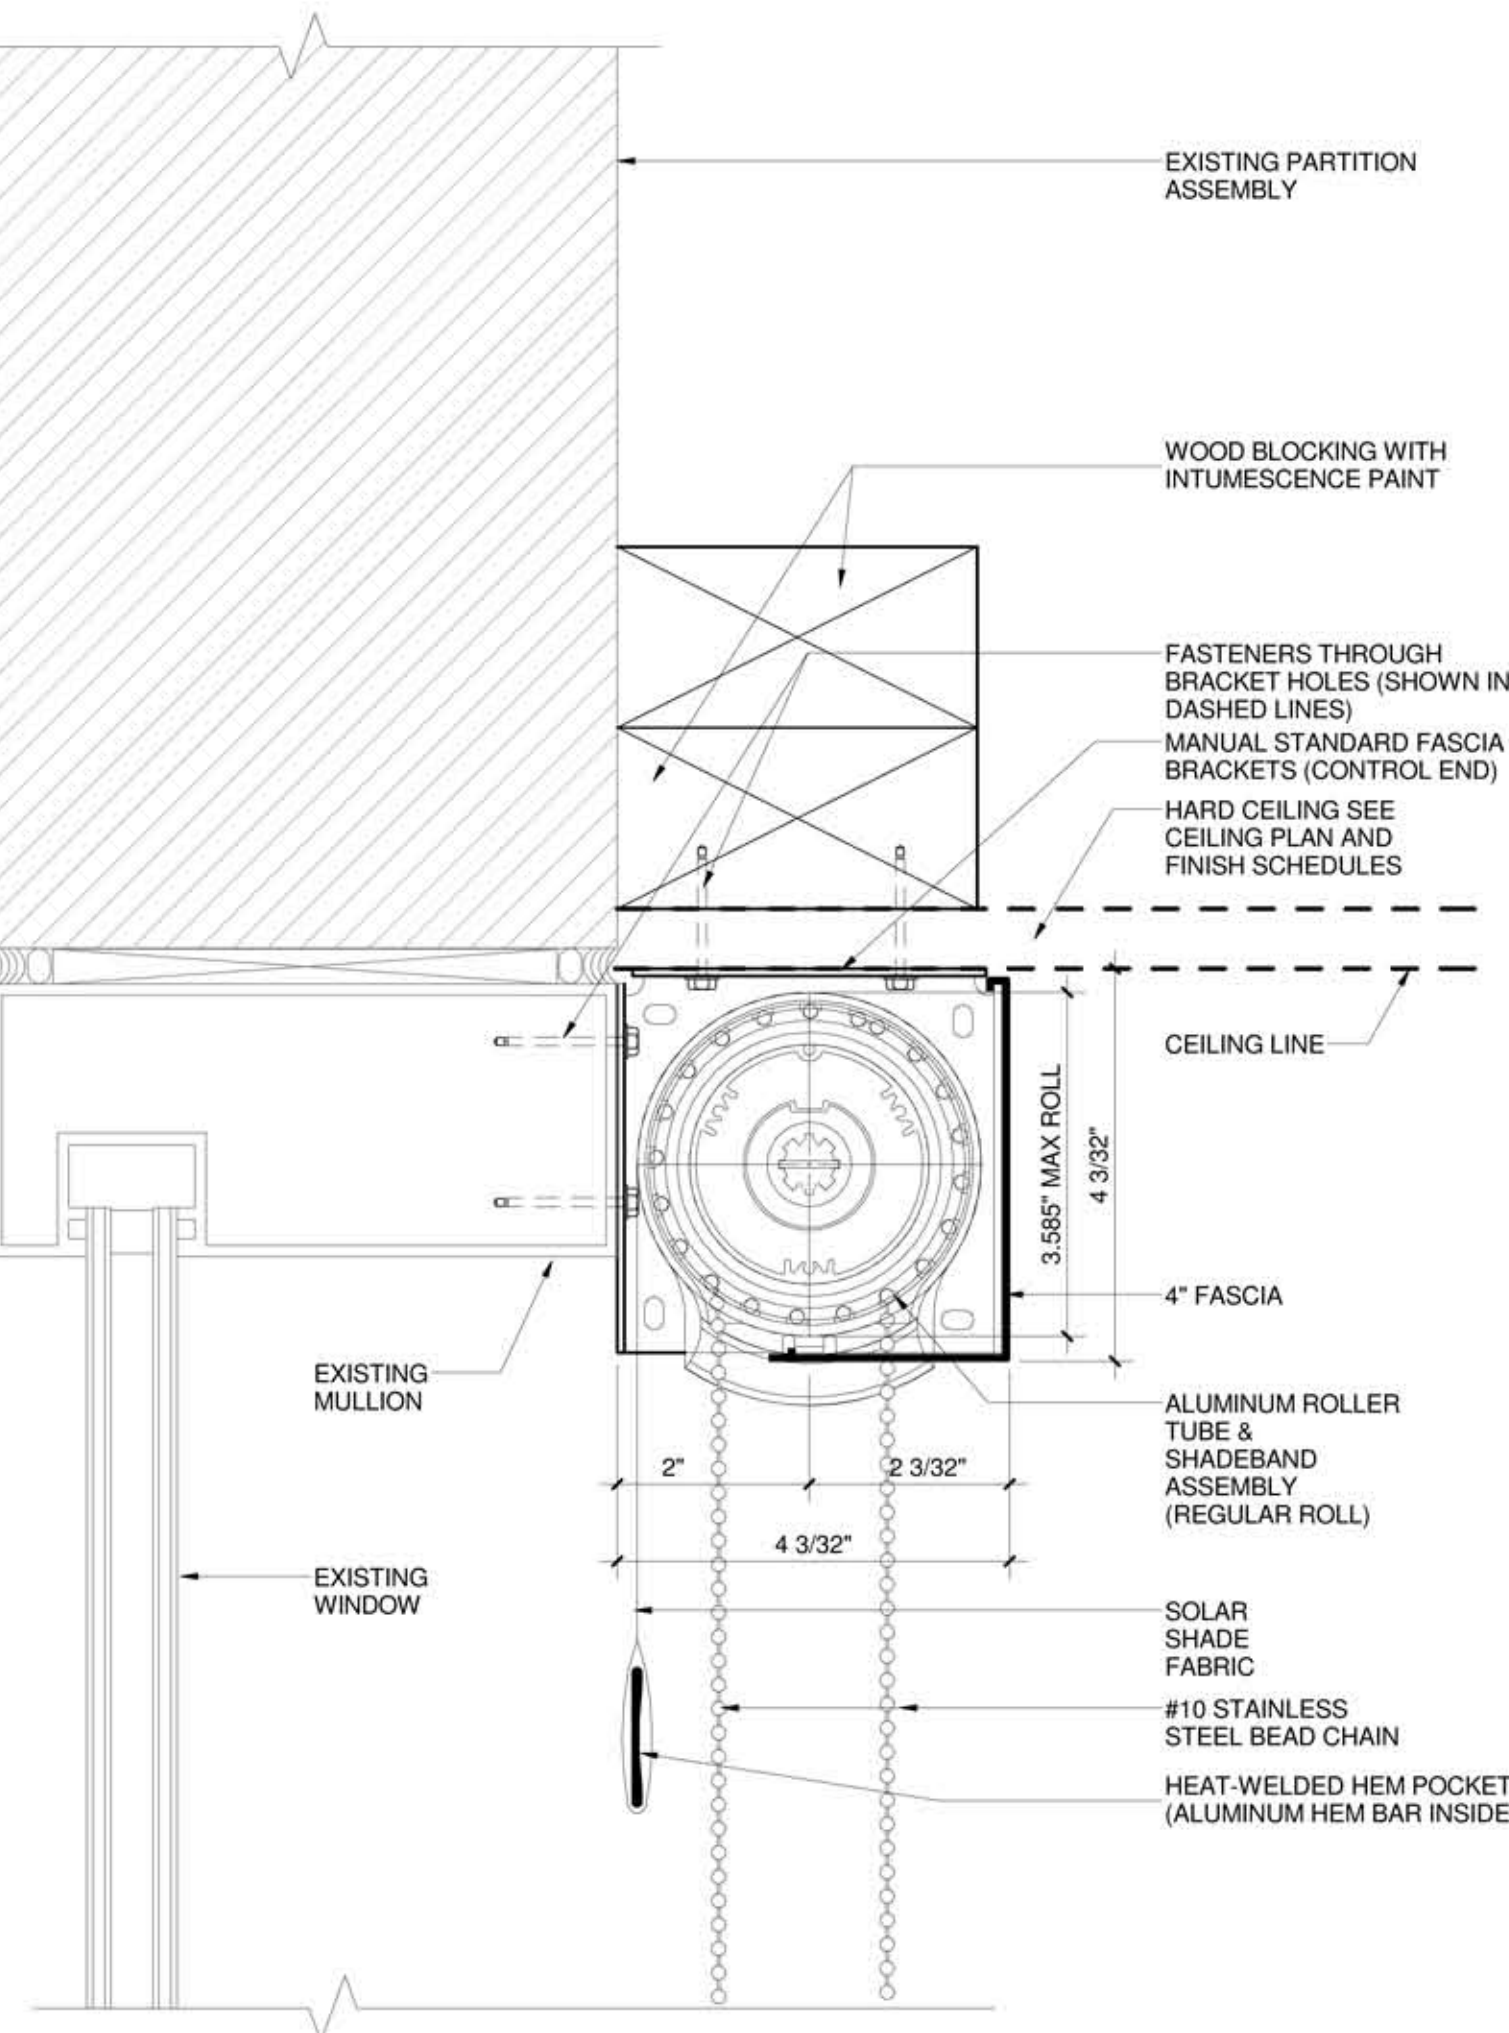 EXISTING PARTITION
ASSEMBLY
WOOD BLOCKING WITH
INTUMESCENCE PAINT
FASTENERS THROUGH
BRACKET HOLES (SHOWN IN
DASHED LINES)
MANUAL STANDARD FASCIA
BRACKETS (CONTROL END)
HARD CEILING SEE
CEILING PLAN AND
FINISH SCHEDULES
CEILING LINE
3.585" MAX ROLL
4 3/32"
4" FASCIA
EXISTING
MULLION
ALUMINUM ROLLER
TUBE &
SHADEBAND
ASSEMBLY
(REGULAR ROLL)
2"
2 3/32"
4 3/32"
EXISTING
WINDOW
SOLAR
SHADE
FABRIC
#10 STAINLESS
STEEL BEAD CHAIN
HEAT-WELDED HEM POCKET
(ALUMINUM HEM BAR INSIDE